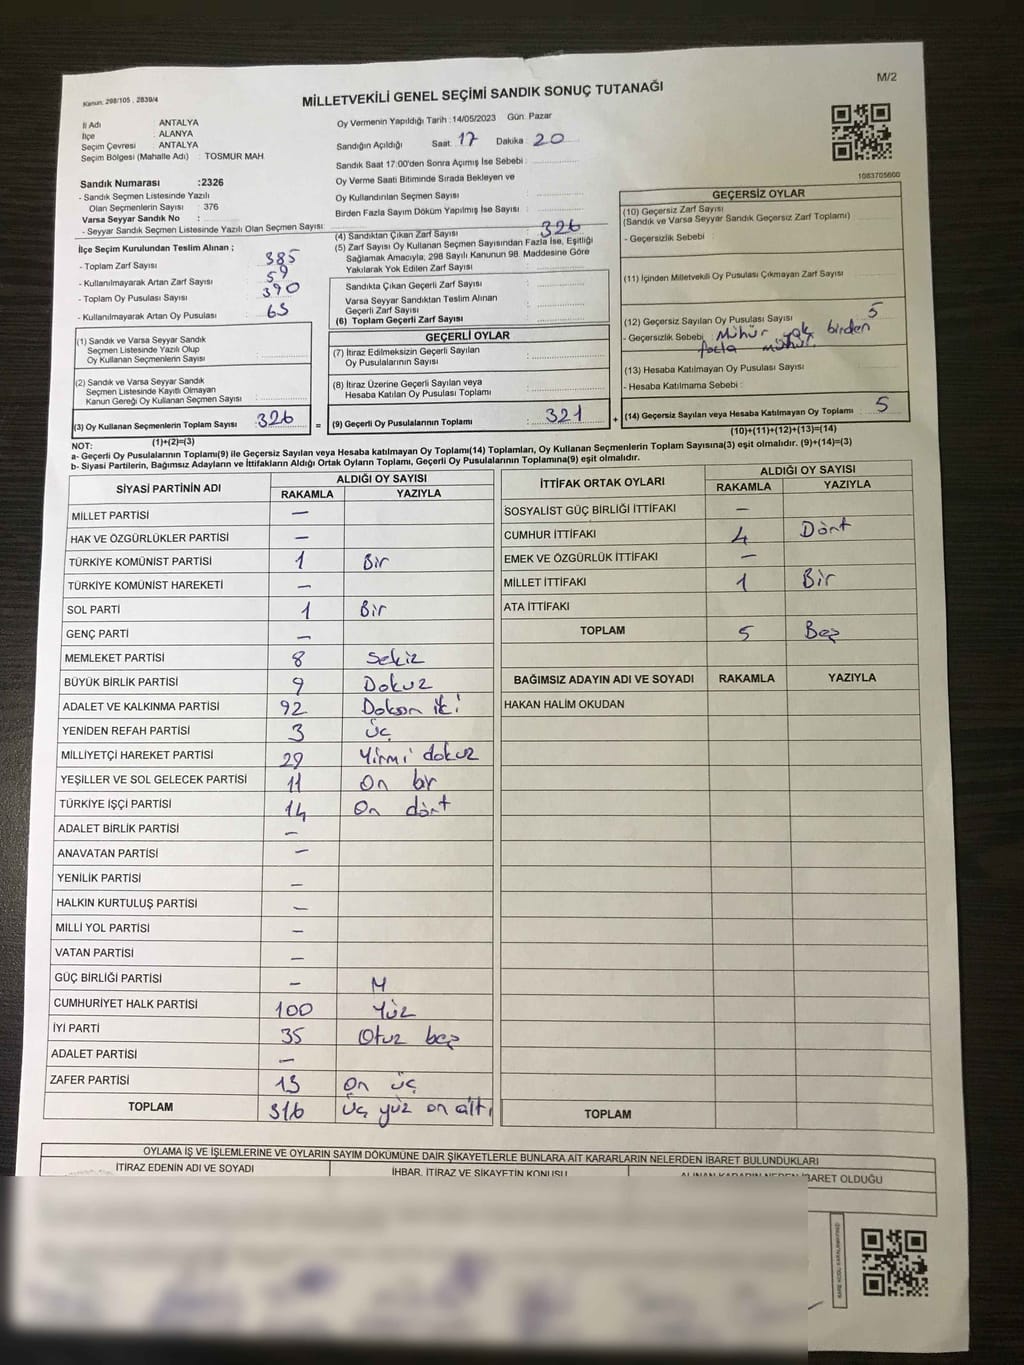 Kanun: 298/105, 2839/4
MİLLETVEKİLİ GENEL SEÇİMİ SANDIK SONUÇ TUTANAĞI
M/2
İl Adı : ANTALYA
İlçe : ALANYA
Seçim Çevresi : ANTALYA
Seçim Bölgesi (Mahalle Adı) : TOSMUR MAH
Oy Vermenin Yapıldığı Tarih :14/05/2023 Gün :Pazar
Sandığın Açıldığı Saat: 17 Dakika: 20
Sandık Saat 17:00'den Sonra Açılmış İse Sebebi :
Oy Verme Saati Bitiminde Sırada Bekleyen ve
Oy Kullandırılan Seçmen Sayısı :
Birden Fazla Sayım Döküm Yapılmış İse Sayısı :
1083705600
Sandık Numarası :2326
- Sandık Seçmen Listesinde Yazılı
Olan Seçmenlerin Sayısı : 376
Varsa Seyyar Sandık No :
- Seyyar Sandık Seçmen Listesinde Yazılı Olan Seçmen Sayısı:
İlçe Seçim Kurulundan Teslim Alınan ;
- Toplam Zarf Sayısı : 385
- Kullanılmayarak Artan Zarf Sayısı : 59
- Toplam Oy Pusulası Sayısı : 390
- Kullanılmayarak Artan Oy Pusulası : 63
(1) Sandık ve Varsa Seyyar Sandık
Seçmen Listesinde Yazılı Olup
Oy Kullanan Seçmenlerin Sayısı :
(2) Sandık ve Varsa Seyyar Sandık
Seçmen Listesinde Kayıtlı Olmayan
Kanun Gereği Oy Kullanan Seçmen Sayısı :
(3) Oy Kullanan Seçmenlerin Toplam Sayısı :326
(1)+(2)=(3)
(4) Sandıktan Çıkan Zarf Sayısı : 326
(5) Zarf Sayısı Oy Kullanan Seçmen Sayısından Fazla İse, Eşitliği
Sağlamak Amacıyla, 298 Sayılı Kanunun 98. Maddesine Göre
Yakılarak Yok Edilen Zarf Sayısı :
Sandıkta Çıkan Geçerli Zarf Sayısı :
Varsa Seyyar Sandıktan Teslim Alınan
Geçerli Zarf Sayısı :
(6) Toplam Geçerli Zarf Sayısı :
GEÇERLİ OYLAR
(7) İtiraz Edilmeksizin Geçerli Sayılan
Oy Pusulalarının Sayısı :
(8) İtiraz Üzerine Geçerli Sayılan veya
Hesaba Katılan Oy Pusulası Toplamı :
= (9) Geçerli Oy Pusulalarının Toplamı : 321 +
GEÇERSİZ OYLAR
(10) Geçersiz Zarf Sayısı
(Sandık ve Varsa Seyyar Sandık Geçersiz Zarf Toplamı) :
- Geçersizlik Sebebi :
(11) İçinden Milletvekili Oy Pusulası Çıkmayan Zarf Sayısı :
(12) Geçersiz Sayılan Oy Pusulası Sayısı : 5
- Geçersizlik Sebebi : Mühür yok birden
fazla mühür.
(13) Hesaba Katılmayan Oy Pusulası Sayısı :
- Hesaba Katılmama Sebebi :
(14) Geçersiz Sayılan veya Hesaba Katılmayan Oy Toplamı : 5
(10)+(11)+(12)+(13)=(14)
NOT:
a- Geçerli Oy Pusulalarının Toplamı(9) ile Geçersiz Sayılan veya Hesaba katılmayan Oy Toplamı(14) Toplamları, Oy Kullanan Seçmenlerin Toplam Sayısına(3) eşit olmalıdır. (9)+(14)=(3)
b- Siyasi Partilerin, Bağımsız Adayların ve İttifakların Aldığı Ortak Oyların Toplamı, Geçerli Oy Pusulalarının Toplamına(9) eşit olmalıdır.
SİYASİ PARTİNİN ADI ALDIĞI OY SAYISI
RAKAMLA YAZIYLA
MİLLET PARTİSİ —
HAK VE ÖZGÜRLÜKLER PARTİSİ —
TÜRKİYE KOMÜNİST PARTİSİ 1 Bir
TÜRKİYE KOMÜNİST HAREKETİ —
SOL PARTİ 1 Bir
GENÇ PARTİ —
MEMLEKET PARTİSİ 8 Sekiz
BÜYÜK BİRLİK PARTİSİ 9 Dokuz
ADALET VE KALKINMA PARTİSİ 92 Doksan iki
YENİDEN REFAH PARTİSİ 3 üç
MİLLİYETÇİ HAREKET PARTİSİ 29 Yirmi dokuz
YEŞİLLER VE SOL GELECEK PARTİSİ 11 On bir
TÜRKİYE İŞÇİ PARTİSİ 14 On dört
ADALET BİRLİK PARTİSİ —
ANAVATAN PARTİSİ —
YENİLİK PARTİSİ —
HALKIN KURTULUŞ PARTİSİ —
MİLLİ YOL PARTİSİ —
VATAN PARTİSİ —
GÜÇ BİRLİĞİ PARTİSİ —
CUMHURİYET HALK PARTİSİ 100 Yüz
İYİ PARTİ 35 Otuz beş
ADALET PARTİSİ —
ZAFER PARTİSİ 13 On üç
TOPLAM 316 Üç yüz on altı
İTTİFAK ORTAK OYLARI ALDIĞI OY SAYISI
RAKAMLA YAZIYLA
SOSYALİST GÜÇ BİRLİĞİ İTTİFAKI —
CUMHUR İTTİFAKI 4 Dört
EMEK VE ÖZGÜRLÜK İTTİFAKI —
MİLLET İTTİFAKI 1 Bir
ATA İTTİFAKI
TOPLAM 5 Beş
BAĞIMSIZ ADAYIN ADI VE SOYADI RAKAMLA YAZIYLA
HAKAN HALİM OKUDAN
TOPLAM
OYLAMA İŞ VE İŞLEMLERİNE VE OYLARIN SAYIM DÖKÜMÜNE DAİR ŞİKAYETLERLE BUNLARA AİT KARARLARIN NELERDEN İBARET BULUNDUKLARI
İTİRAZ EDENİN ADI VE SOYADI İHBAR, İTİRAZ VE ŞİKAYETİN KONUSU ALINAN KARARIN NEDEN İBARET OLDUĞU